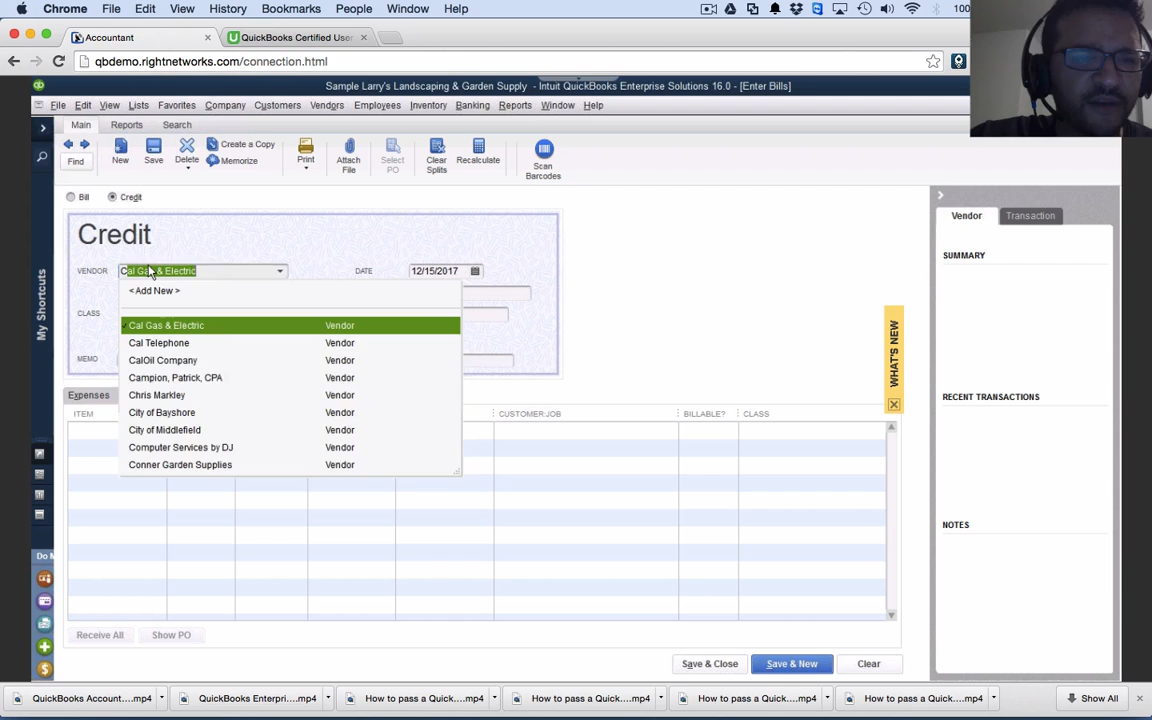 Chrome File Edit View History Bookmarks People Window Help 100
Accountant × QuickBooks Certified User ×
qbdemo.rightnetworks.com/connection.html
qb Sample Larry's Landscaping & Garden Supply - Intuit QuickBooks Enterprise Solutions 16.0 - [Enter Bills]
File Edit View Lists Favorites Company Customers Vendors Employees Inventory Banking Reports Window Help
Main Reports Search
Find New Save Delete Create a Copy Memorize Print Attach File Select PO Clear Splits Recalculate Scan Barcodes
Bill Credit
Credit
VENDOR Cal Gas & Electric DATE 12/15/2017
< Add New >
CLASS
Cal Gas & Electric Vendor
Cal Telephone Vendor
MEMO CalOil Company Vendor
Campion, Patrick, CPA Vendor
Expenses Chris Markley Vendor
ITEM City of Bayshore Vendor CUSTOMER:JOB BILLABLE? CLASS
City of Middlefield Vendor
Computer Services by DJ Vendor
Conner Garden Supplies Vendor
Receive All Show PO
Save & Close Save & New Clear
My Shortcuts
Do M
WHAT'S NEW
Vendor Transaction
SUMMARY
RECENT TRANSACTIONS
NOTES
QuickBooks Account....mp4 QuickBooks Enterpri....mp4 How to pass a Quick....mp4 How to pass a Quick....mp4 How to pass a Quick....mp4 How to pass a Quick....mp4 Show All ×